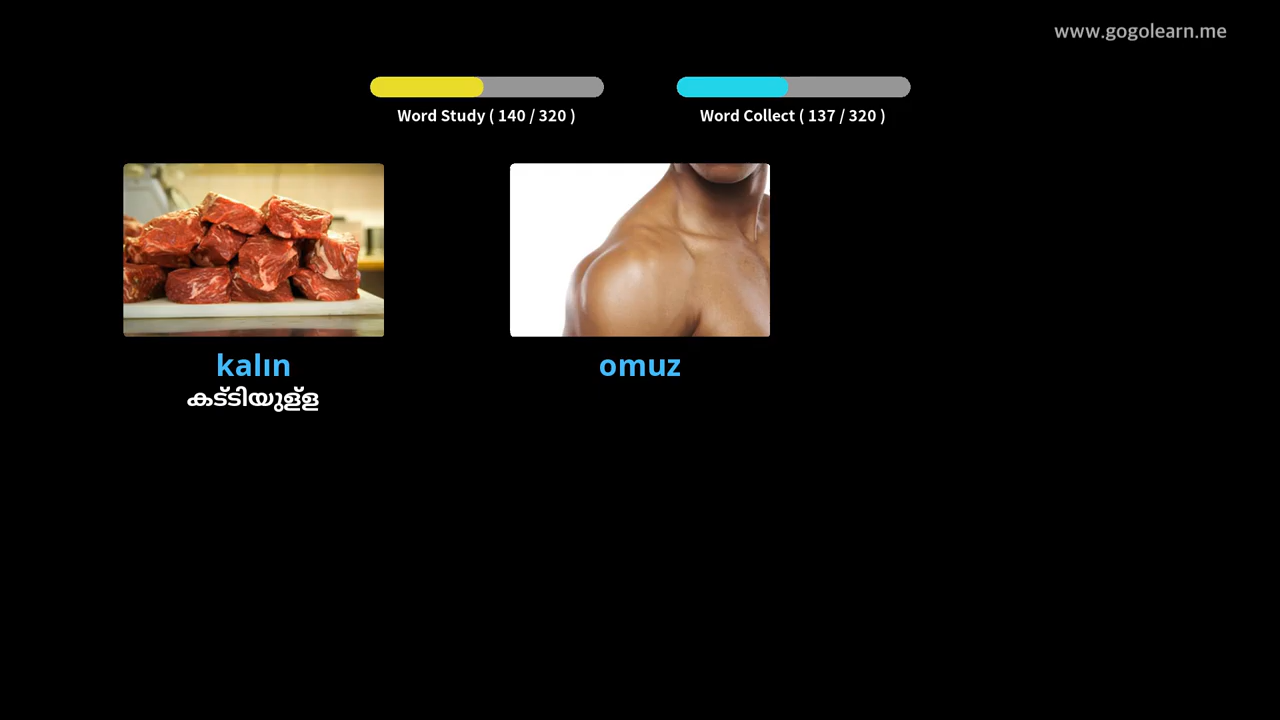 www.gogolearn.me
Word Study ( 140 / 320 )
Word Collect ( 137 / 320 )
kalın
omuz
കട്ടിയുള്ള